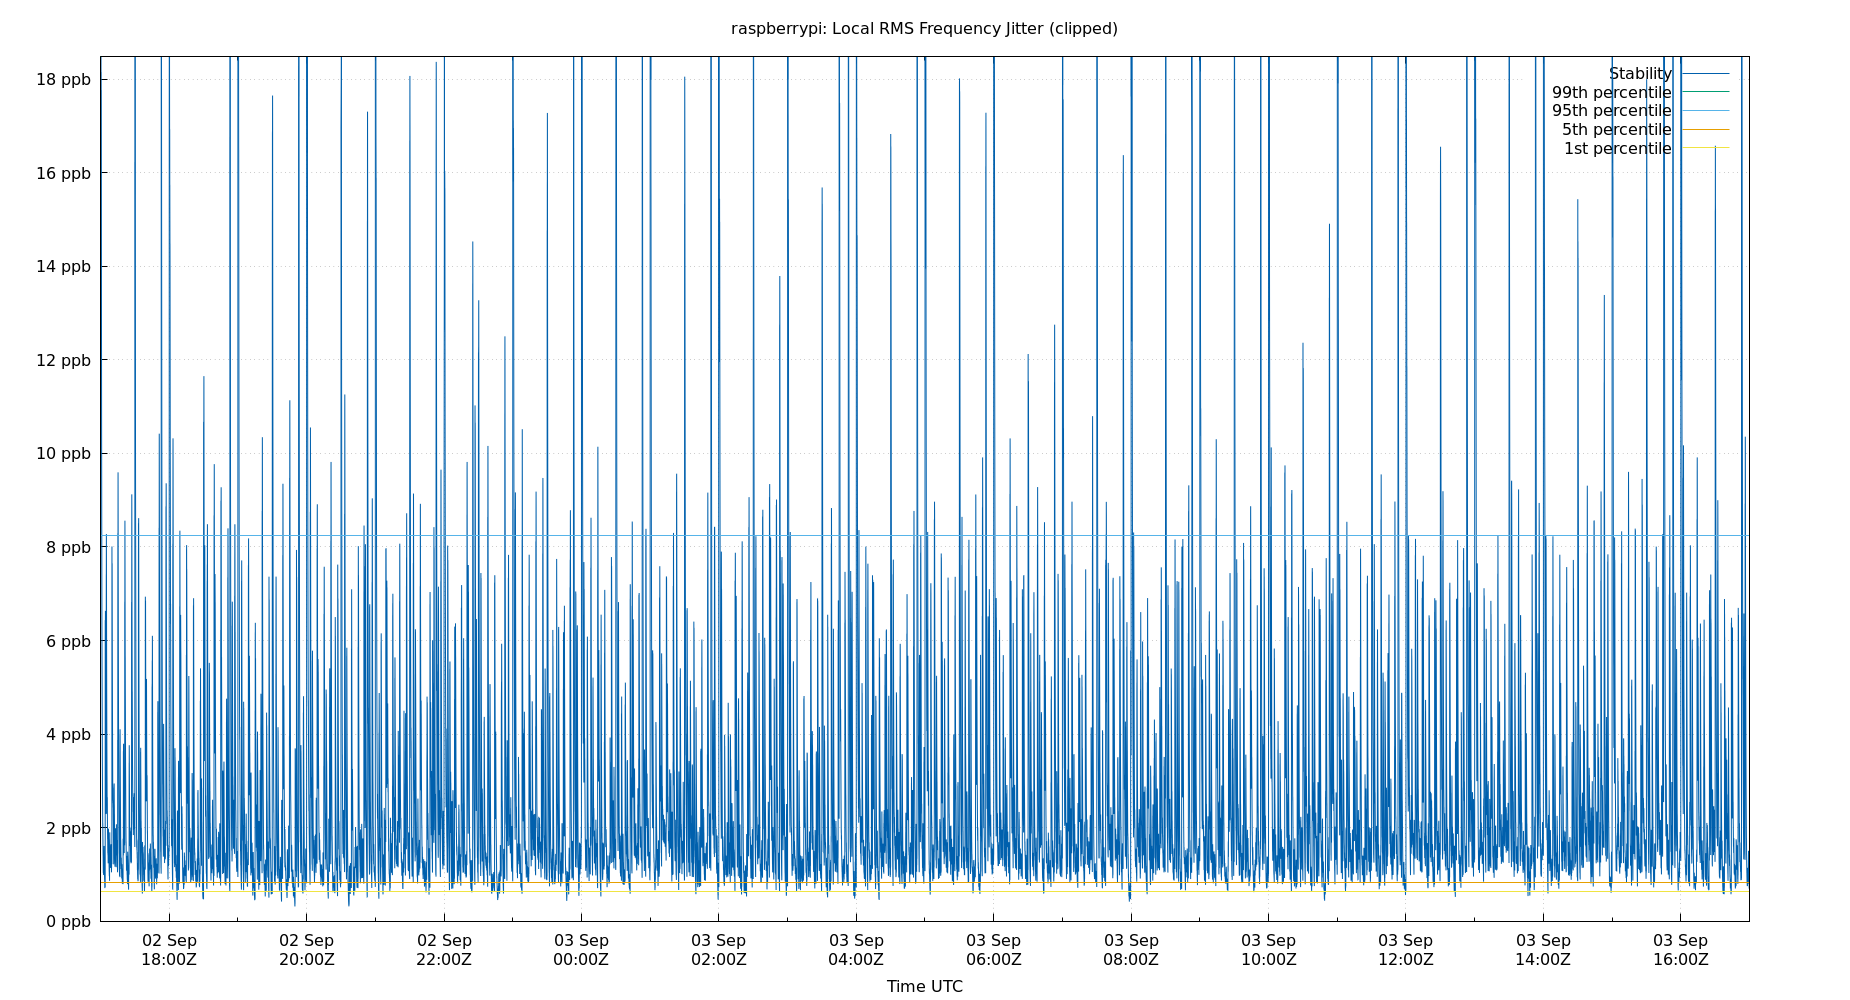 raspberrypi: Local RMS Frequency Jitter (clipped)
18 ppb
16 ppb
14 ppb
12 ppb
10 ppb
8 ppb
6 ppb
4 ppb
2 ppb
0 ppb
Stability
99th percentile
95th percentile
5th percentile
1st percentile
02 Sep 02 Sep 02 Sep 03 Sep 03 Sep 03 Sep 03 Sep 03 Sep 03 Sep 03 Sep 03 Sep 03 Sep
18:00Z 20:00Z 22:00Z 00:00Z 02:00Z 04:00Z 06:00Z 08:00Z 10:00Z 12:00Z 14:00Z 16:00Z
Time UTC